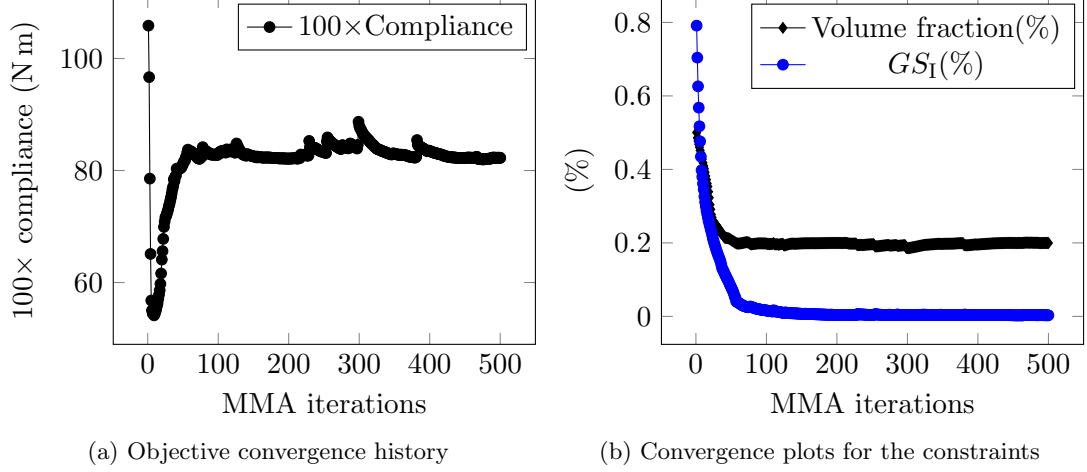 100×Compliance
100
80
60
100× compliance (N m)
0 100 200 300 400 500
MMA iterations
(a) Objective convergence history
Volume fraction(%)
GS_I(%)
0.8
0.6
0.4
0.2
0
(%)
0 100 200 300 400 500
MMA iterations
(b) Convergence plots for the constraints